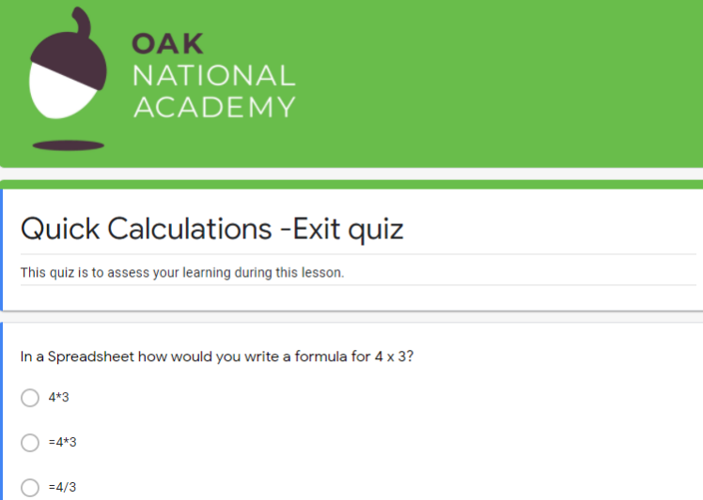 OAK
NATIONAL
ACADEMY
Quick Calculations -Exit quiz
This quiz is to assess your learning during this lesson.
In a Spreadsheet how would you write a formula for 4 x 3?
4*3
=4*3
=4/3